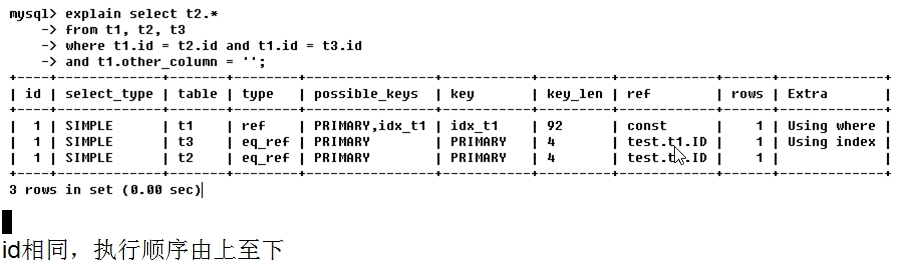 mysql> explain select t2.*
    -> from t1, t2, t3
    -> where t1.id = t2.id and t1.id = t3.id
    -> and t1.other_column = '';
+----+-------------+-------+--------+----------------+---------+---------+------------+------+-------------+
| id | select_type | table | type   | possible_keys  | key     | key_len | ref        | rows | Extra       |
+----+-------------+-------+--------+----------------+---------+---------+------------+------+-------------+
|  1 | SIMPLE      | t1    | ref    | PRIMARY,idx_t1 | idx_t1  | 92      | const      |    1 | Using where |
|  1 | SIMPLE      | t3    | eq_ref | PRIMARY        | PRIMARY | 4       | test.t1.ID |    1 | Using index |
|  1 | SIMPLE      | t2    | eq_ref | PRIMARY        | PRIMARY | 4       | test.t1.ID |    1 |             |
+----+-------------+-------+--------+----------------+---------+---------+------------+------+-------------+
3 rows in set (0.00 sec)
id相同，执行顺序由上至下